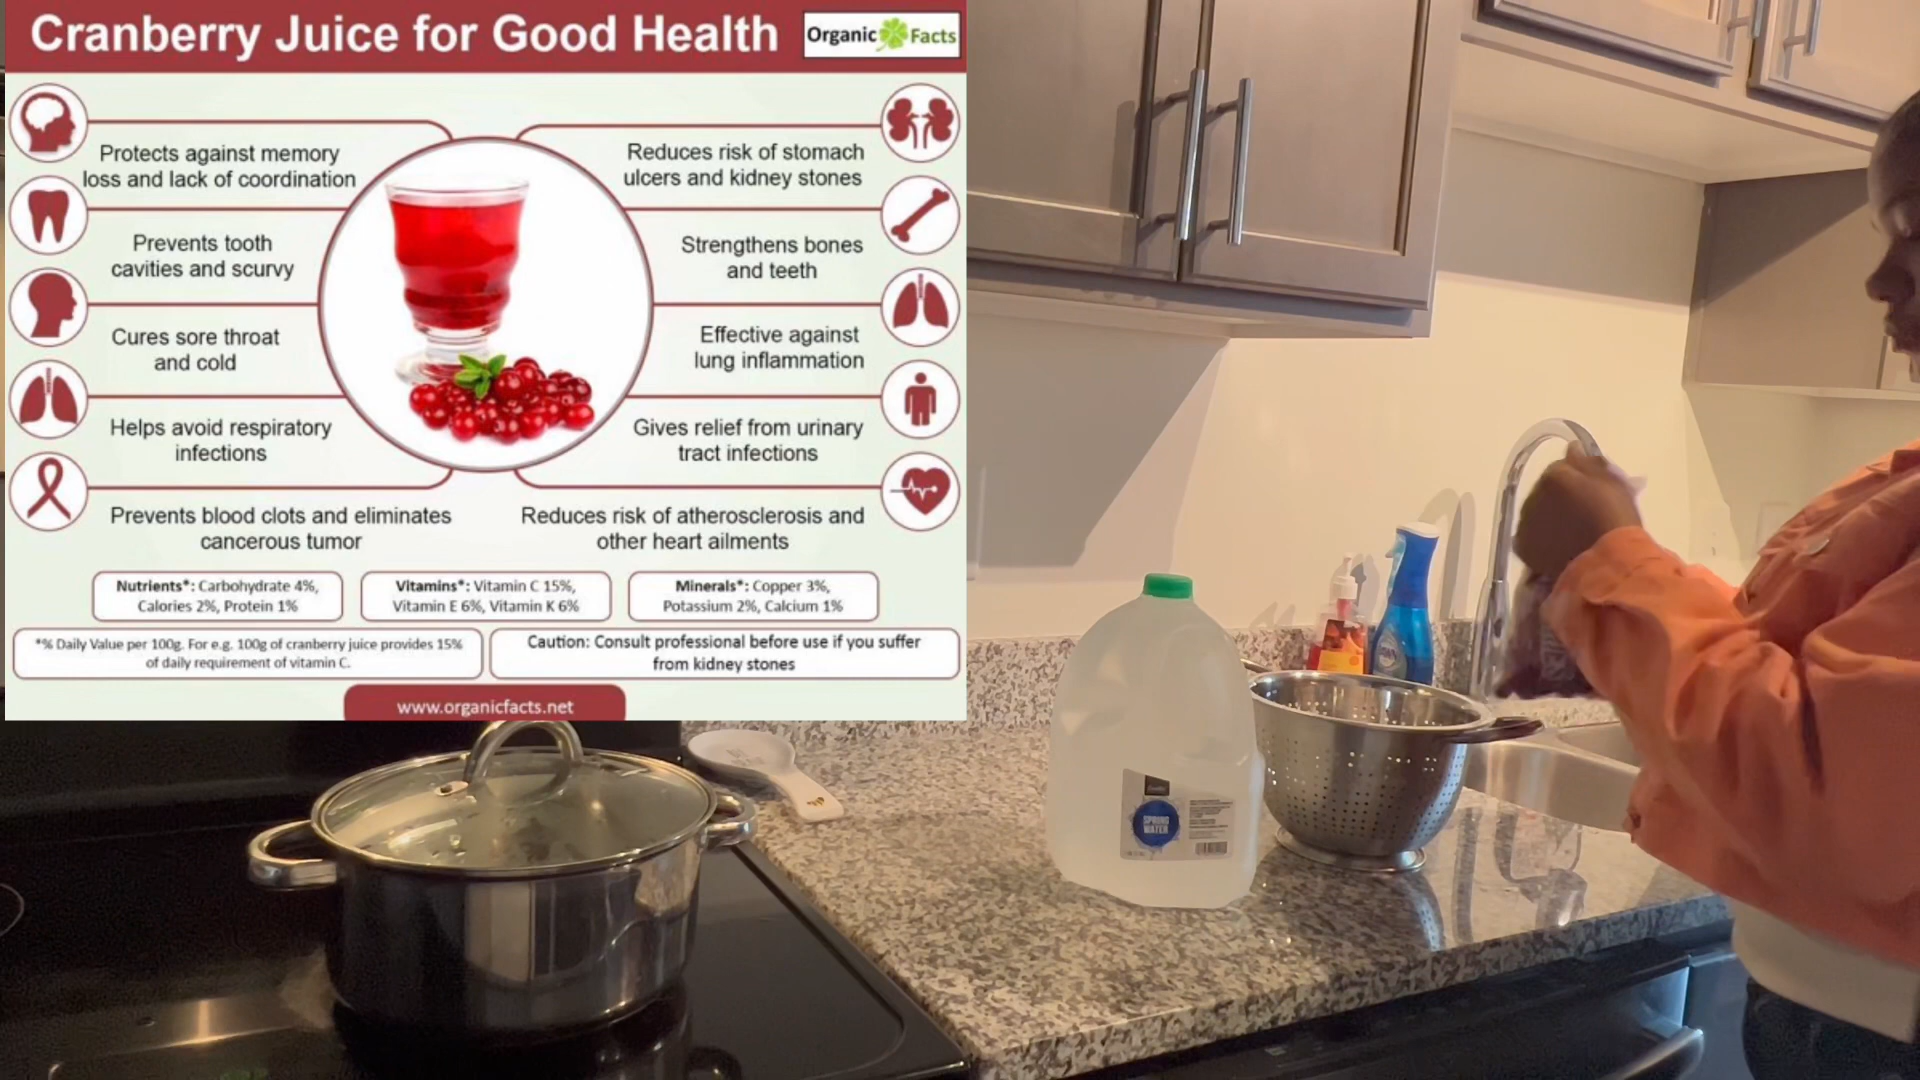 Cranberry Juice for Good Health
Organic Facts
Protects against memory
loss and lack of coordination
Prevents tooth
cavities and scurvy
Cures sore throat
and cold
Helps avoid respiratory
infections
Prevents blood clots and eliminates
cancerous tumor
Reduces risk of stomach
ulcers and kidney stones
Strengthens bones
and teeth
Effective against
lung inflammation
Gives relief from urinary
tract infections
Reduces risk of atherosclerosis and
other heart ailments
Nutrients*: Carbohydrate 4%,
Calories 2%, Protein 1%
Vitamins*: Vitamin C 15%,
Vitamin E 6%, Vitamin K 6%
Minerals*: Copper 3%,
Potassium 2%, Calcium 1%
*% Daily Value per 100g. For e.g. 100g of cranberry juice provides 15%
of daily requirement of vitamin C.
Caution: Consult professional before use if you suffer
from kidney stones
www.organicfacts.net
SPRING
WATER